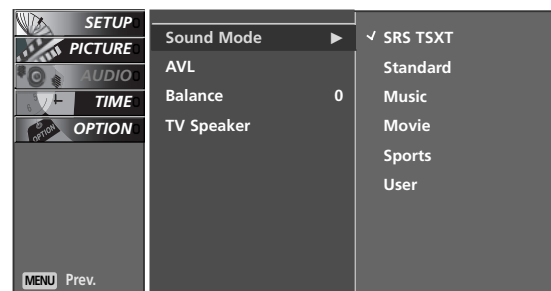 SETUP
PICTURE
AUDIO
TIME
OPTION
OPTION
MENU Prev.
Sound Mode ►
AVL
Balance 0
TV Speaker
✓ SRS TSXT
Standard
Music
Movie
Sports
User